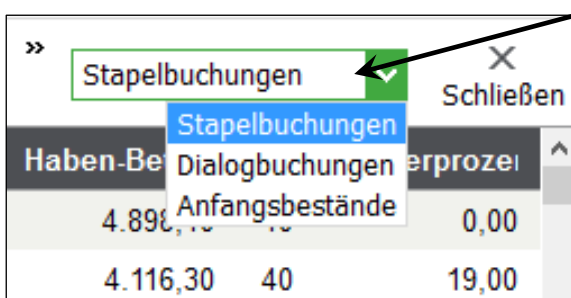 »
Stapelbuchungen
Schließen
Stapelbuchungen
Dialogbuchungen
Anfangsbestände
4.116,30 40 19,00
0,00